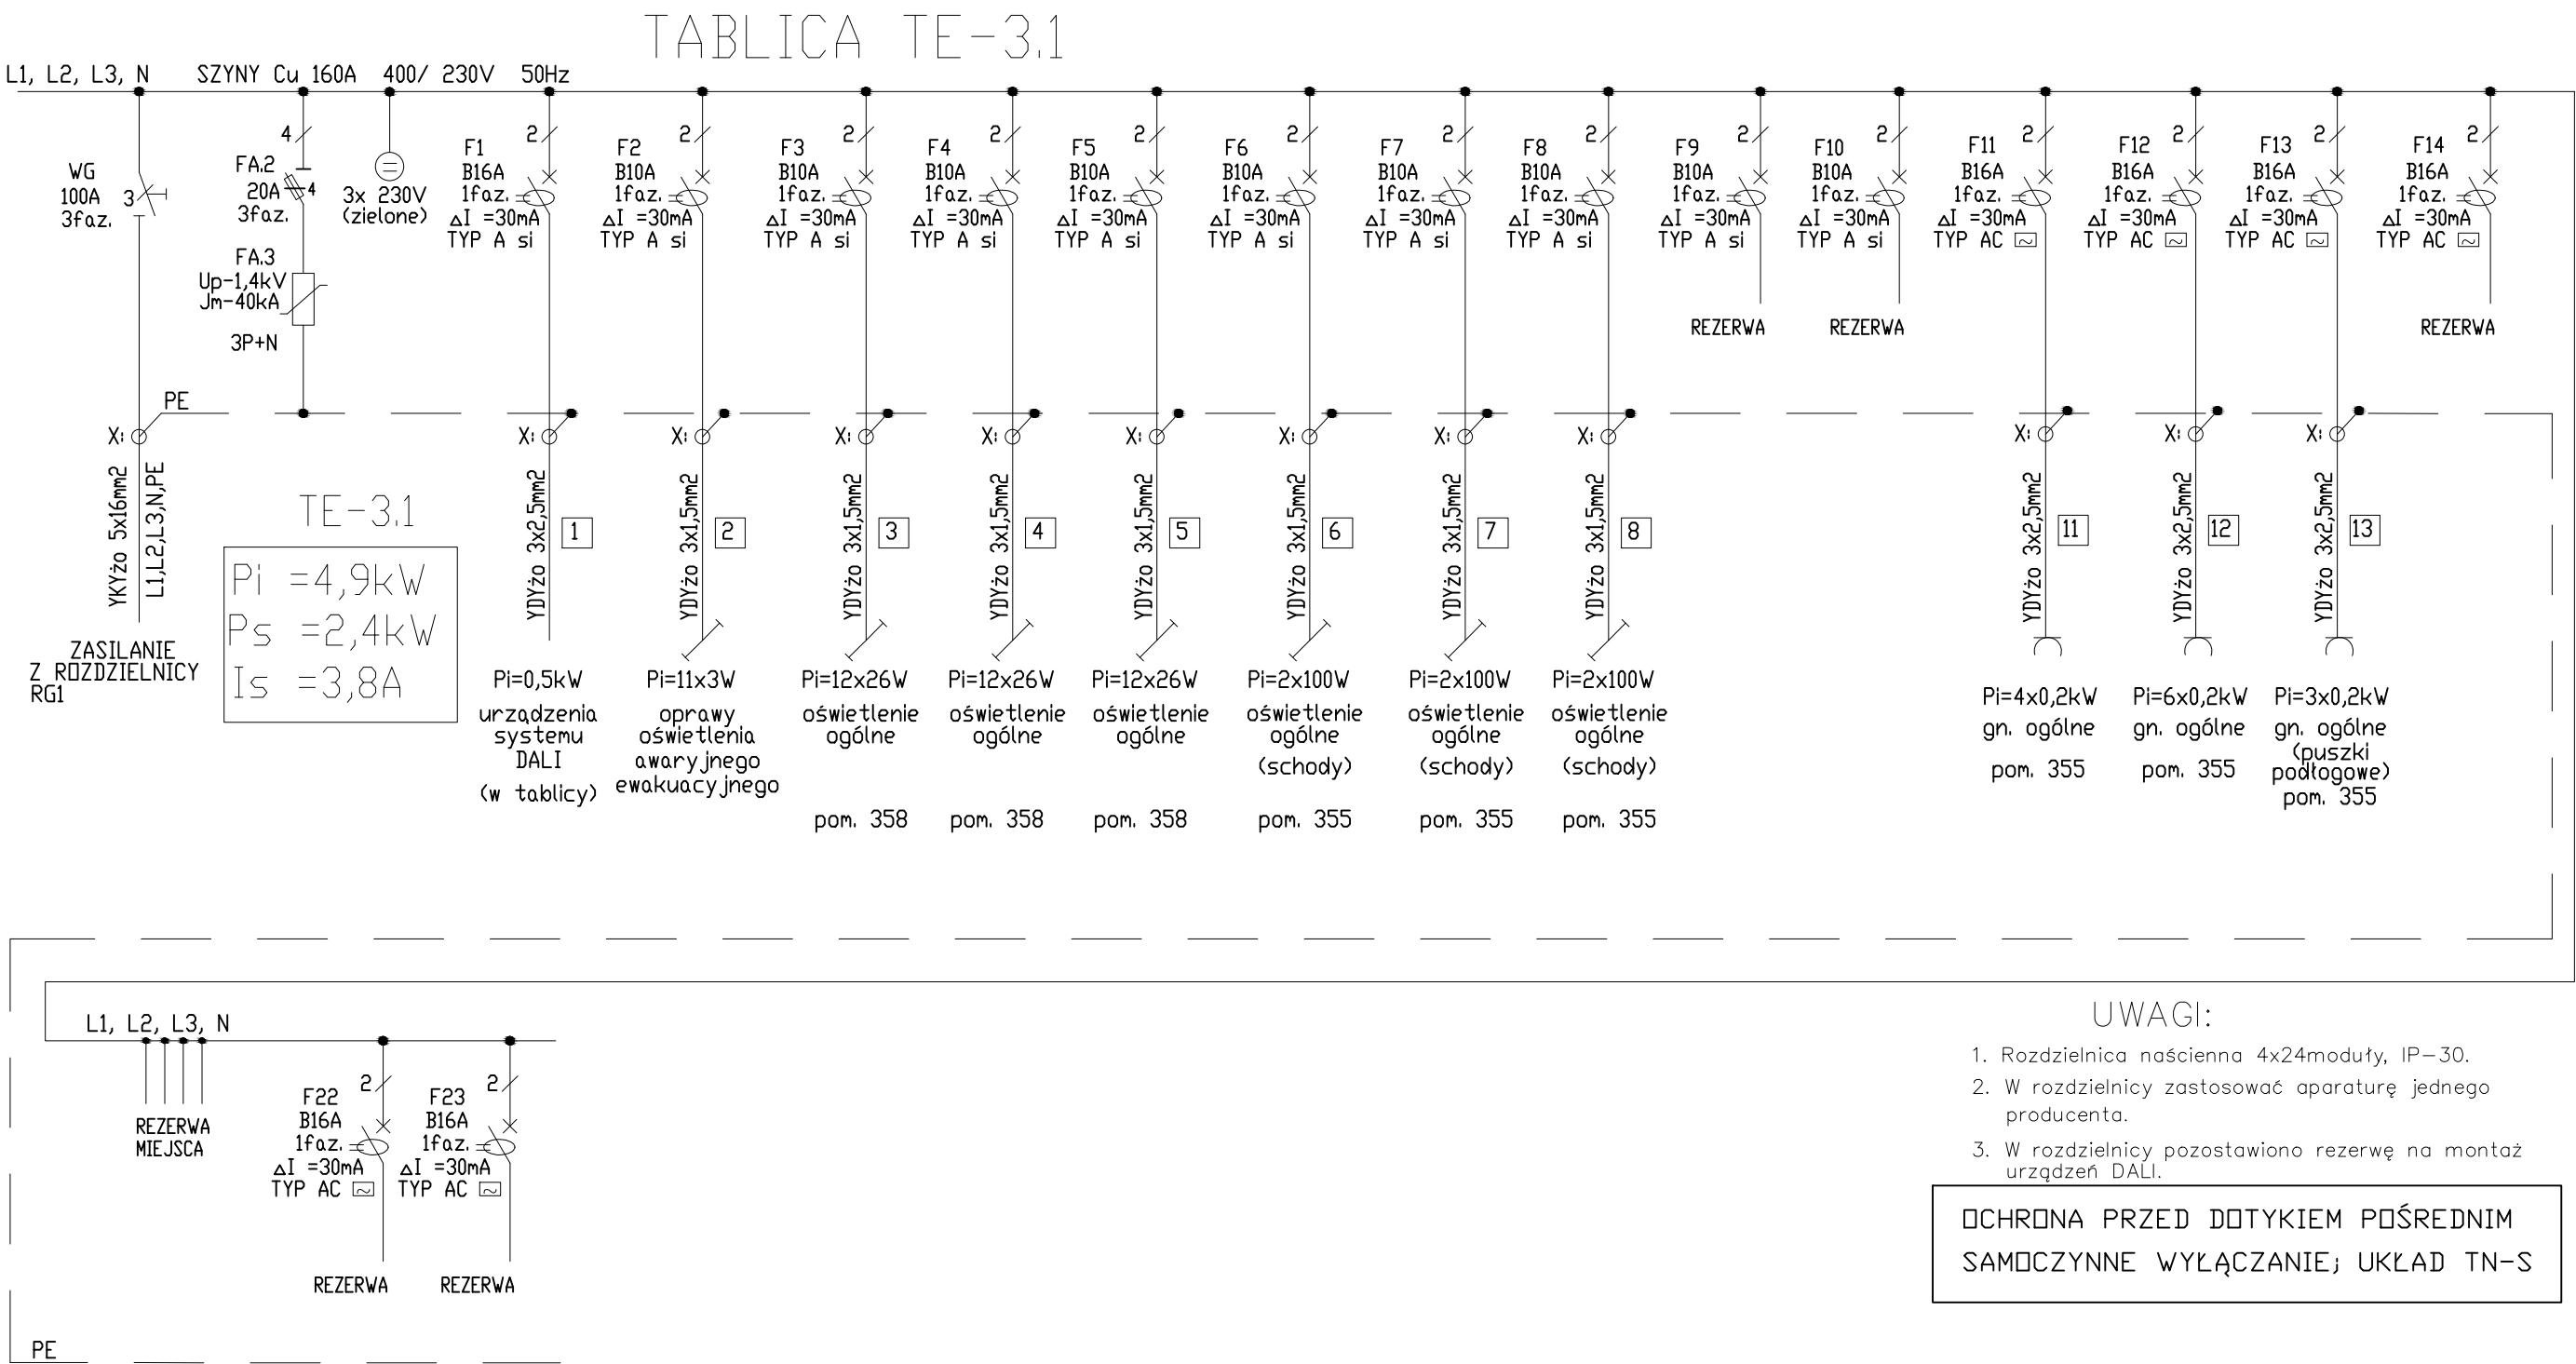 TABLICA TE-3.1
L1, L2, L3, N
SZYNY Cu 160A 400/ 230V 50Hz
WG
100A
3faz.
3
4
FA.2
20A
3faz.
4
FA.3
Up-1,4kV
Jm-40kA
3P+N
3x 230V
(zielone)
2
F1
B16A
1faz.
ΔI =30mA
TYP A si
2
F2
B10A
1faz.
ΔI =30mA
TYP A si
2
F3
B10A
1faz.
ΔI =30mA
TYP A si
2
F4
B10A
1faz.
ΔI =30mA
TYP A si
2
F5
B10A
1faz.
ΔI =30mA
TYP A si
2
F6
B10A
1faz.
ΔI =30mA
TYP A si
2
F7
B10A
1faz.
ΔI =30mA
TYP A si
2
F8
B10A
1faz.
ΔI =30mA
TYP A si
2
F9
B10A
1faz.
ΔI =30mA
TYP A si
REZERWA
2
F10
B10A
1faz.
ΔI =30mA
TYP A si
REZERWA
2
F11
B16A
1faz.
ΔI =30mA
TYP AC
2
F12
B16A
1faz.
ΔI =30mA
TYP AC
2
F13
B16A
1faz.
ΔI =30mA
TYP AC
2
F14
B16A
1faz.
ΔI =30mA
TYP AC
REZERWA
PE
X:
YKYżo 5x16mm2
L1,L2,L3,N,PE
ZASILANIE
Z ROZDZIELNICY
RG1
TE-3.1
Pi =4,9kW
Ps =2,4kW
Is =3,8A
X:
YDYżo 3x2,5mm2
1
Pi=0,5kW
urządzenia
systemu
DALI
(w tablicy)
X:
YDYżo 3x1,5mm2
2
Pi=11x3W
oprawy
oświetlenia
awaryjnego
ewakuacyjnego
X:
YDYżo 3x1,5mm2
3
Pi=12x26W
oświetlenie
ogólne
pom. 358
X:
YDYżo 3x1,5mm2
4
Pi=12x26W
oświetlenie
ogólne
pom. 358
X:
YDYżo 3x1,5mm2
5
Pi=12x26W
oświetlenie
ogólne
pom. 358
X:
YDYżo 3x1,5mm2
6
Pi=2x100W
oświetlenie
ogólne
(schody)
pom. 355
X:
YDYżo 3x1,5mm2
7
Pi=2x100W
oświetlenie
ogólne
(schody)
pom. 355
X:
YDYżo 3x1,5mm2
8
Pi=2x100W
oświetlenie
ogólne
(schody)
pom. 355
X:
YDYżo 3x2,5mm2
11
Pi=4x0,2kW
gn. ogólne
pom. 355
X:
YDYżo 3x2,5mm2
12
Pi=6x0,2kW
gn. ogólne
pom. 355
X:
YDYżo 3x2,5mm2
13
Pi=3x0,2kW
gn. ogólne
(puszki
podłogowe)
pom. 355
L1, L2, L3, N
REZERWA
MIEJSCA
2
F22
B16A
1faz.
ΔI =30mA
TYP AC
REZERWA
2
F23
B16A
1faz.
ΔI =30mA
TYP AC
REZERWA
PE
UWAGI:
1. Rozdzielnica naścienna 4x24moduły, IP-30.
2. W rozdzielnicy zastosować aparaturę jednego
producenta.
3. W rozdzielnicy pozostawiono rezerwę na montaż
urządzeń DALI.
OCHRONA PRZED DOTYKIEM POŚREDNIM
SAMOCZYNNE WYŁĄCZANIE; UKŁAD TN-S